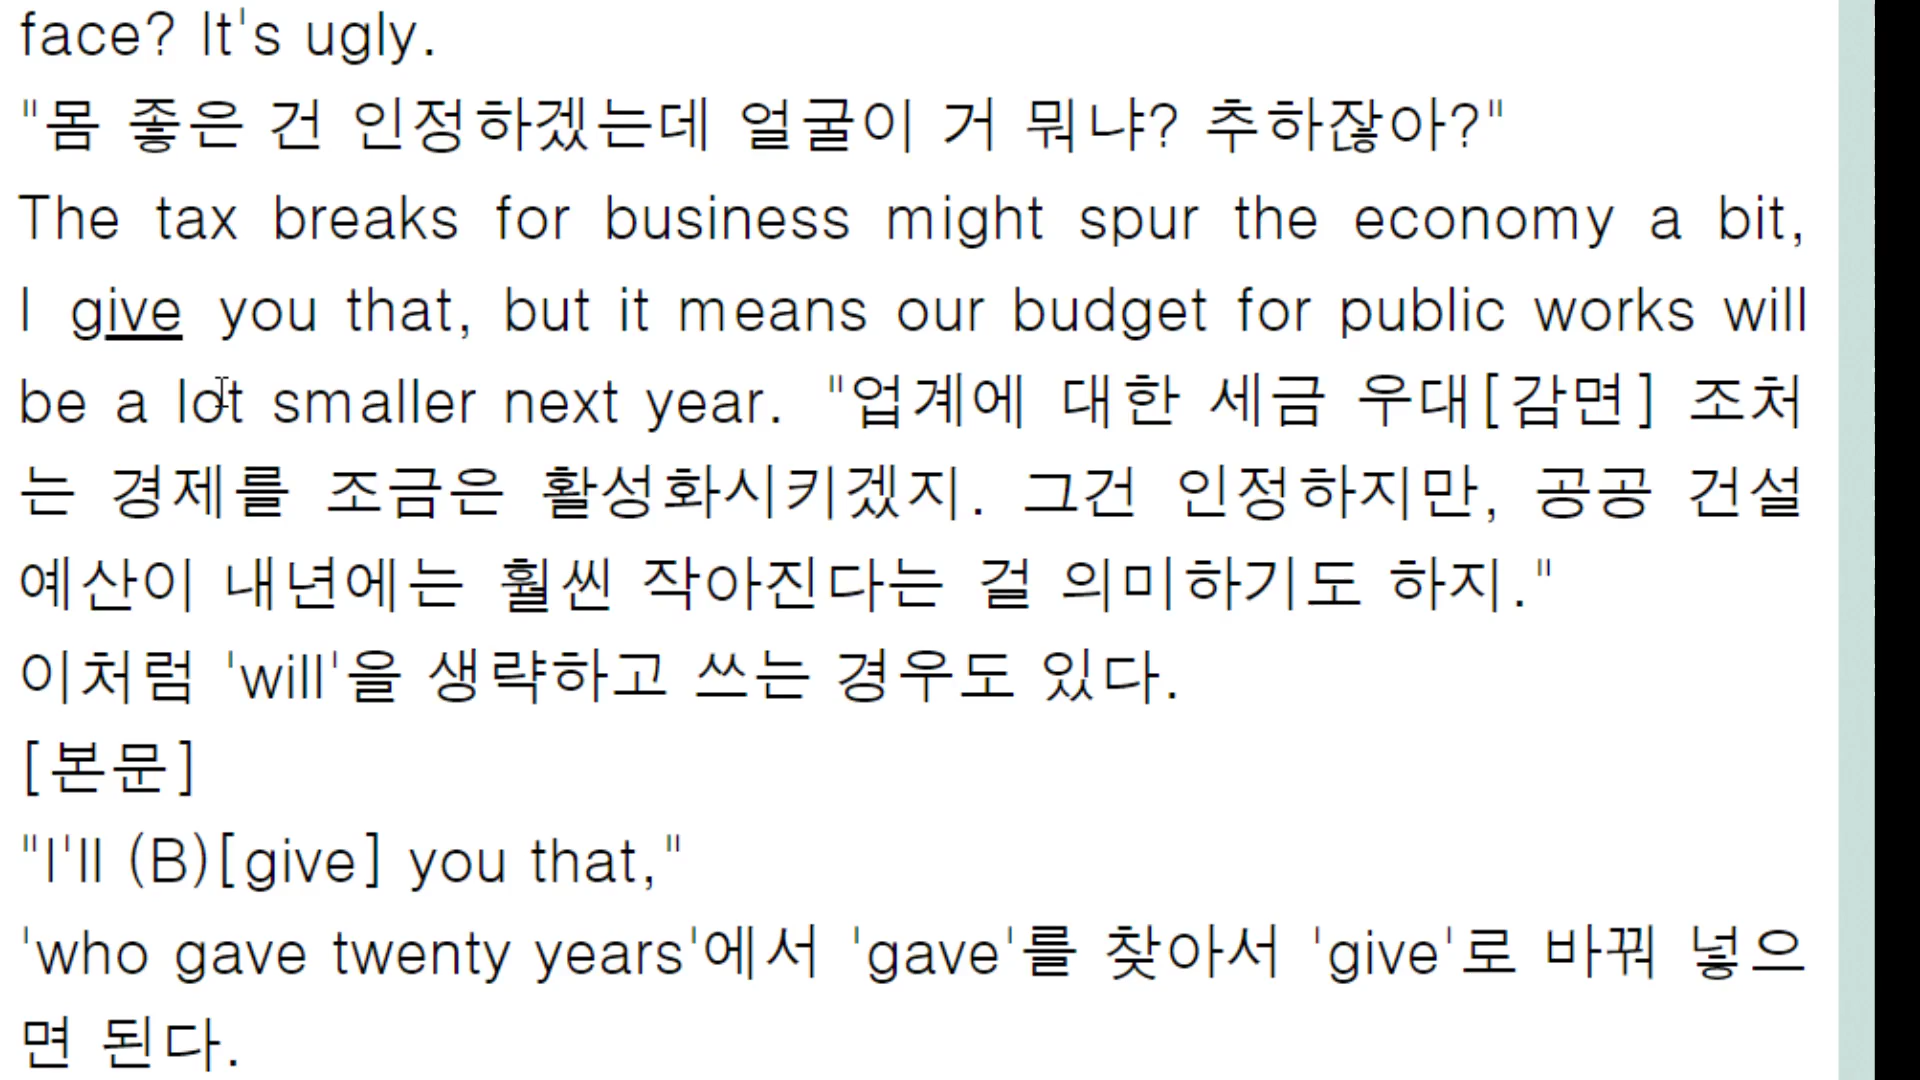 face? It's ugly.
"몸 좋은 건 인정하겠는데 얼굴이 거 뭐냐? 추하잖아?"
The tax breaks for business might spur the economy a bit,
I give you that, but it means our budget for public works will
be a lot smaller next year. "업계에 대한 세금 우대[감면] 조처
는 경제를 조금은 활성화시키겠지. 그건 인정하지만, 공공 건설
예산이 내년에는 훨씬 작아진다는 걸 의미하기도 하지."
이처럼 'will'을 생략하고 쓰는 경우도 있다.
[본문]
"I'll (B)[give] you that,"
'who gave twenty years'에서 'gave'를 찾아서 'give'로 바꿔 넣으
면 된다.